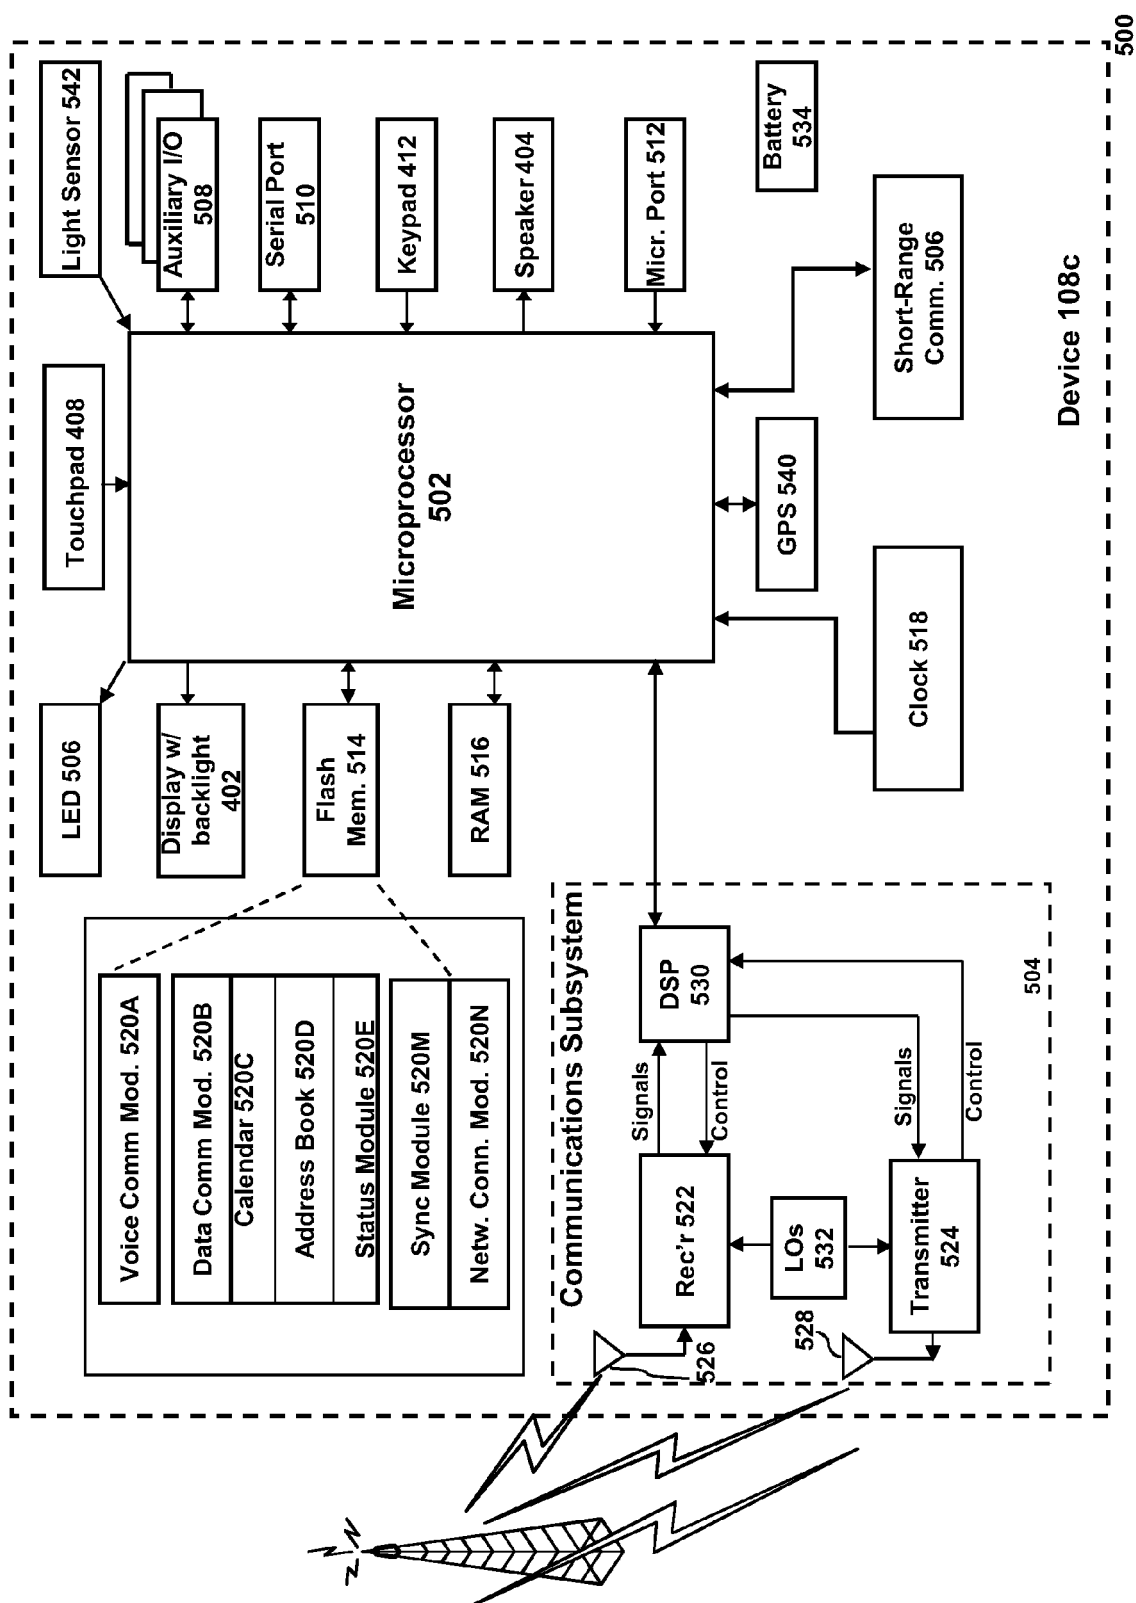 Voice Comm Mod. 520A
Data Comm Mod. 520B
Calendar 520C
Address Book 520D
Status Module 520E
Sync Module 520M
Netw. Conn. Mod. 520N
LED 506
Display w/
backlight
402
Flash
Mem. 514
RAM 516
Touchpad 408
Light Sensor 542
Auxiliary I/O
508
Serial Port
510
Keypad 412
Speaker 404
Micr. Port 512
Microprocessor
502
Battery
534
Communications Subsystem
DSP
530
Signals
Control
Rec'r 522
526
LOs
532
528
Signals
Control
Transmitter
524
504
GPS 540
Clock 518
Short-Range
Comm. 506
Device 108c
500